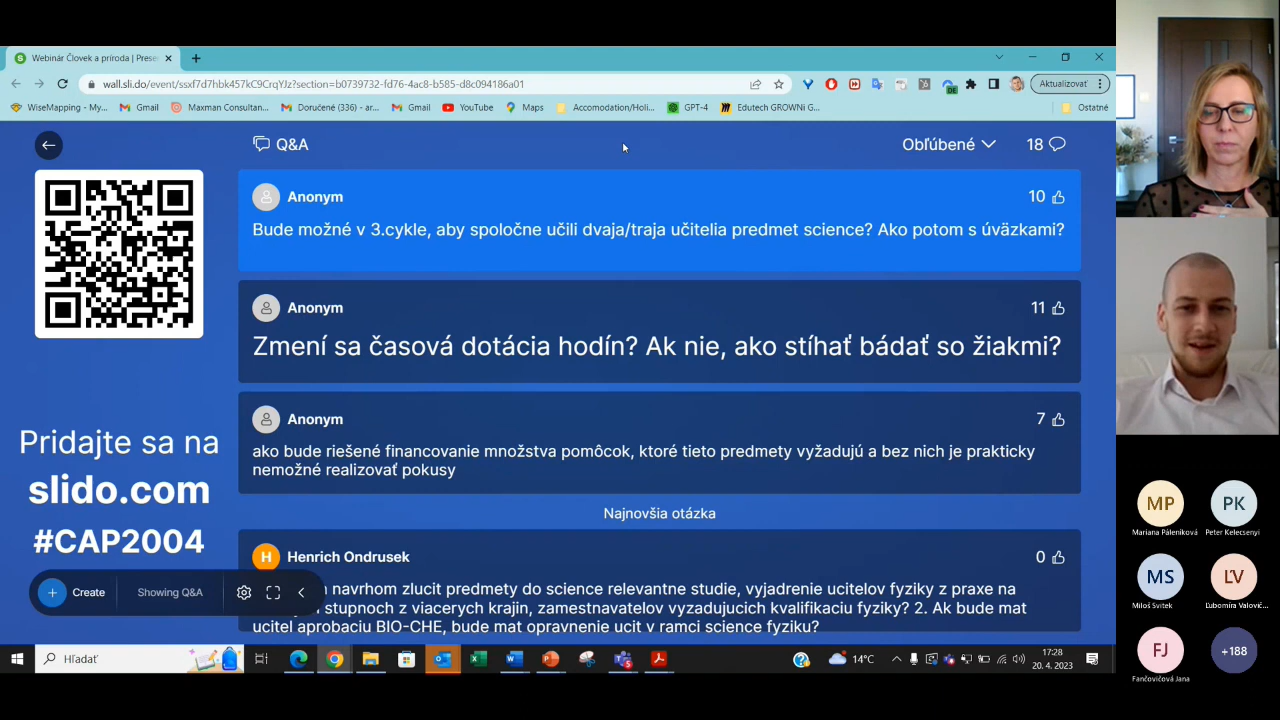 Webinár Človek a príroda | Prese
wall.sli.do/event/ssxf7d7hbk457kC9CrqYJz?section=b0739732-fd76-4ac8-b585-d8c094186a01
Aktualizovať
WiseMapping - My...
Gmail
Maxman Consultan...
Doručené (336) - ar...
Gmail
YouTube
Maps
Accomodation/Holi...
GPT-4
Edutech GROWNi G...
Ostatné
Q&A
Obľúbené
18
Anonym
10
Bude možné v 3.cykle, aby spoločne učili dvaja/traja učitelia predmet science? Ako potom s úväzkami?
Anonym
11
Zmení sa časová dotácia hodín? Ak nie, ako stíhať bádať so žiakmi?
Anonym
7
ako bude riešené financovanie množstva pomôcok, ktoré tieto predmety vyžadujú a bez nich je prakticky
nemožné realizovať pokusy
Najnovšia otázka
H
Henrich Ondrusek
0
navrhom zlucit predmety do science relevantne studie, vyjadrenie ucitelov fyziky z praxe na
stupnoch z viacerych krajin, zamestnavatelov vyzadujucich kvalifikaciu fyziky? 2. Ak bude mat
ucitel aprobaciu BIO-CHE, bude mat opravnenie ucit v ramci science fyziku?
Pridajte sa na
slido.com
#CAP2004
Create
Showing Q&A
Hľadať
14°C
17:28
20. 4. 2023
MP
Mariana Páleniková
PK
Peter Kelecsenyi
MS
Miloš Svitek
ĽV
Ľubomíra Valovič...
FJ
Fančovičová Jana
+188